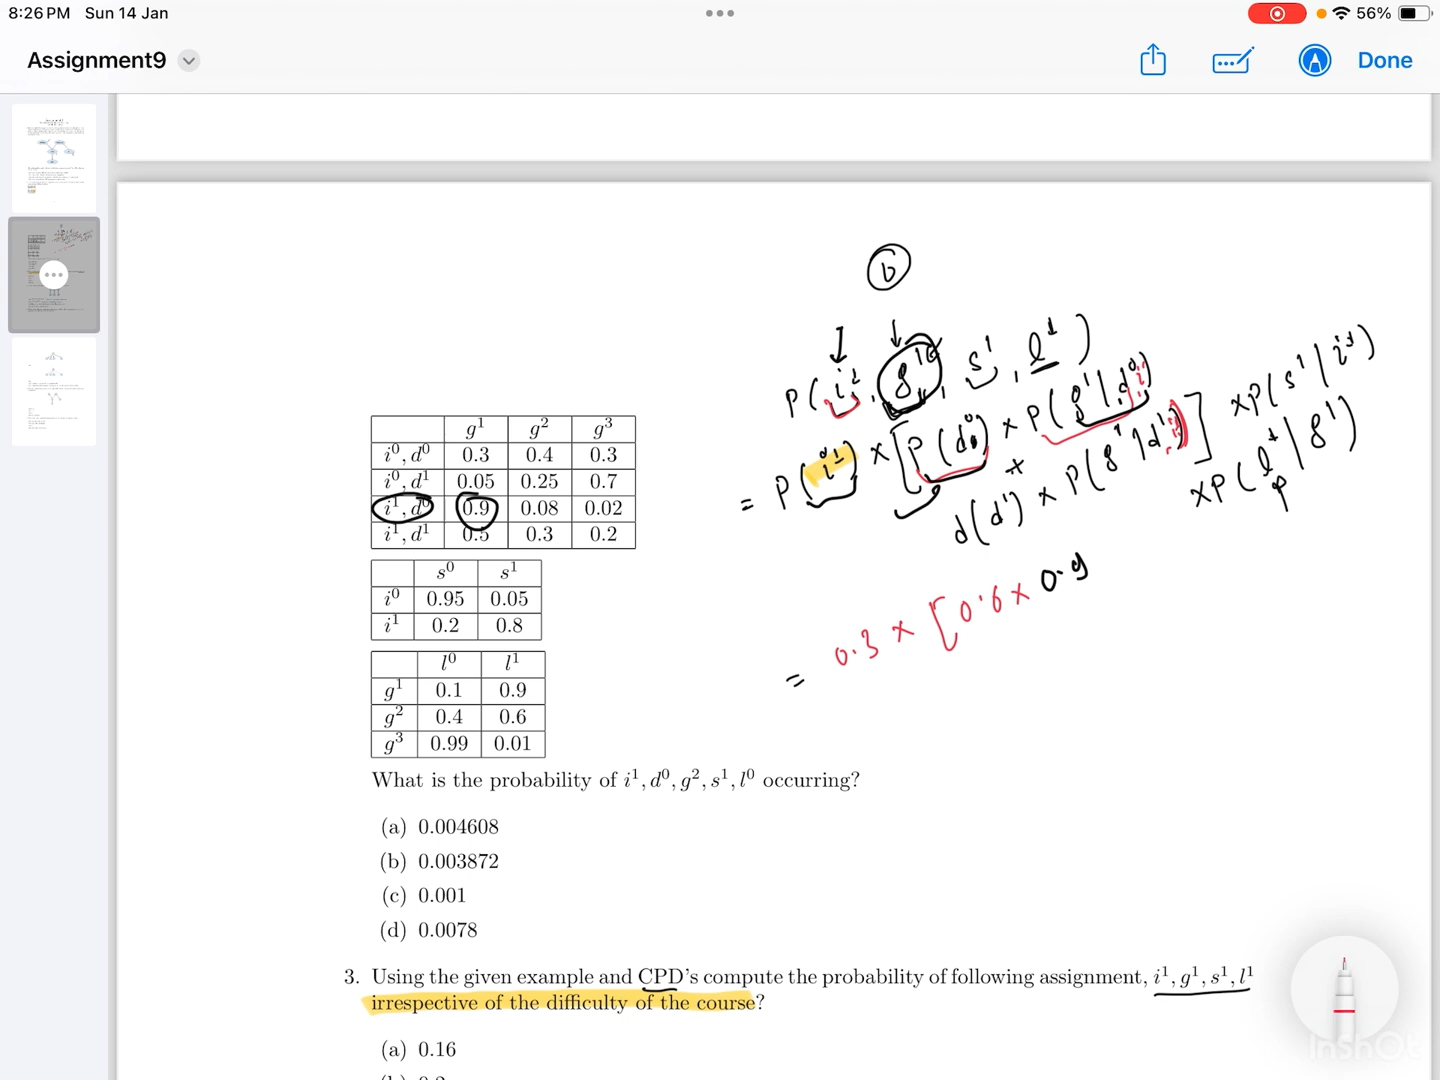 8:26 PM Sun 14 Jan
56%
Assignment9
Done
b
P(i¹, g¹, s¹, l¹)
= P(i¹) × [P(d⁰) × P(g¹|d⁰, i¹)
+
d(d¹) × P(g¹|d¹, i¹)] × P(s¹|i¹)
× P(l¹|g¹)
P
= 0.3 × [0.6 × 0.9
g¹ g² g³
i⁰, d⁰ 0.3 0.4 0.3
i⁰, d¹ 0.05 0.25 0.7
i¹, d⁰ 0.9 0.08 0.02
i¹, d¹ 0.5 0.3 0.2
s⁰ s¹
i⁰ 0.95 0.05
i¹ 0.2 0.8
l⁰ l¹
g¹ 0.1 0.9
g² 0.4 0.6
g³ 0.99 0.01
What is the probability of i¹, d⁰, g², s¹, l⁰ occurring?
(a) 0.004608
(b) 0.003872
(c) 0.001
(d) 0.0078
3. Using the given example and CPD's compute the probability of following assignment, i¹, g¹, s¹, l¹
irrespective of the difficulty of the course?
(a) 0.16
InShOt